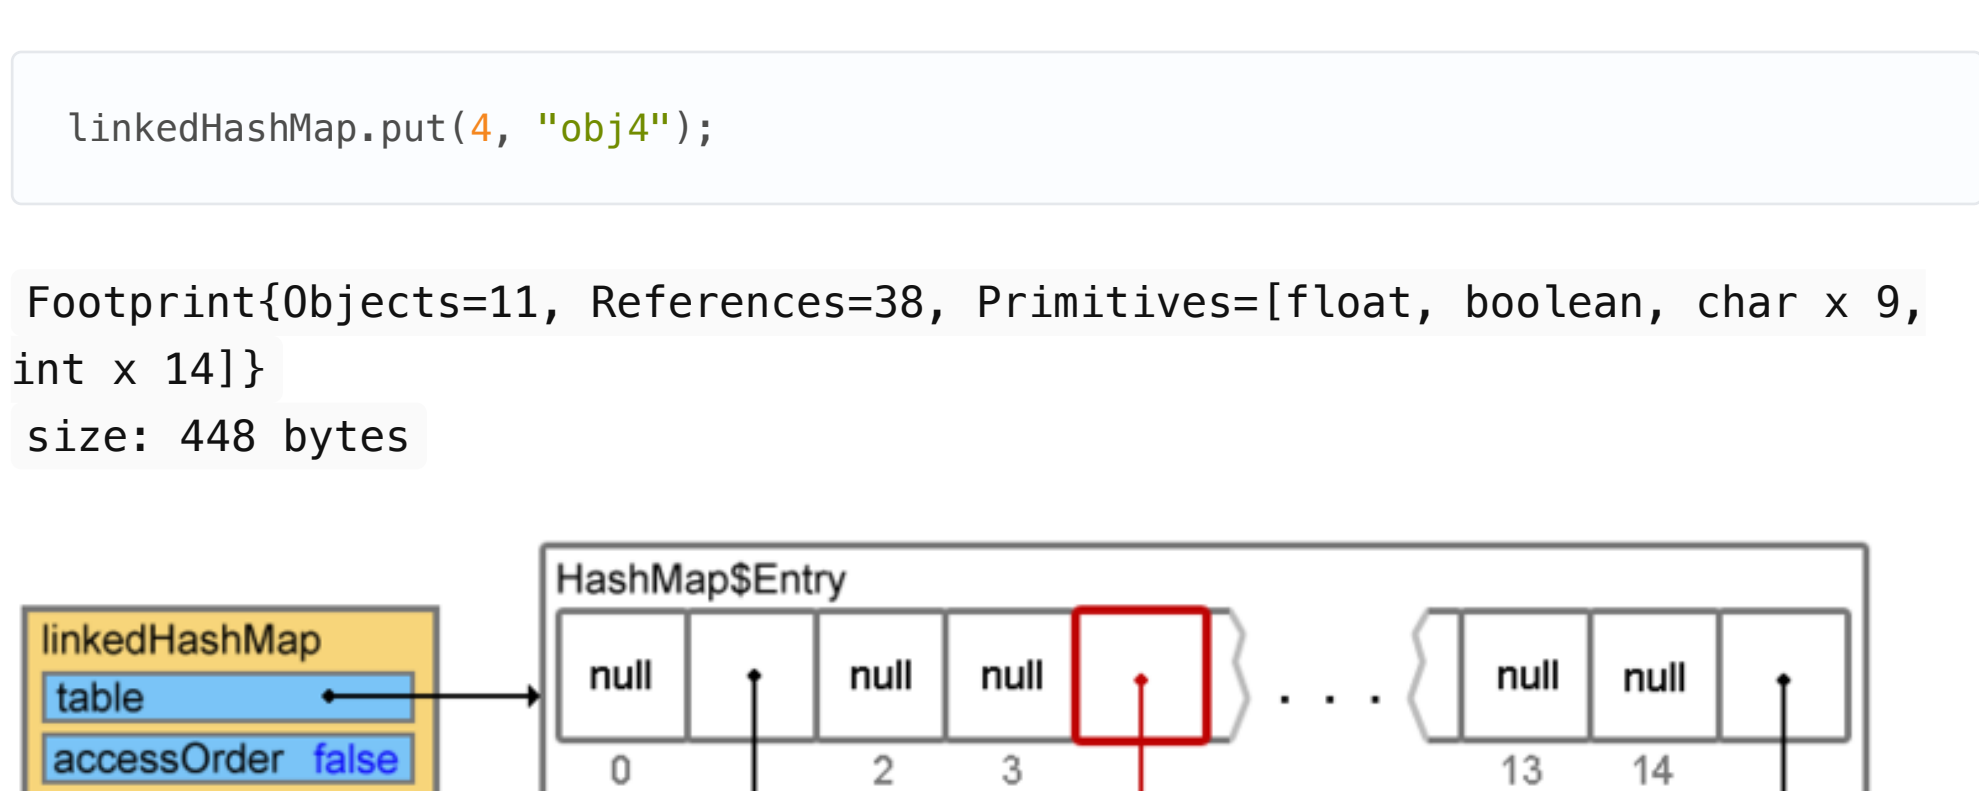 linkedHashMap.put(4, "obj4");
Footprint{Objects=11, References=38, Primitives=[float, boolean, char x 9,
int x 14]}
size: 448 bytes
HashMap$Entry
linkedHashMap
table
accessOrder false
null null null . . . null null
0 2 3 13 14